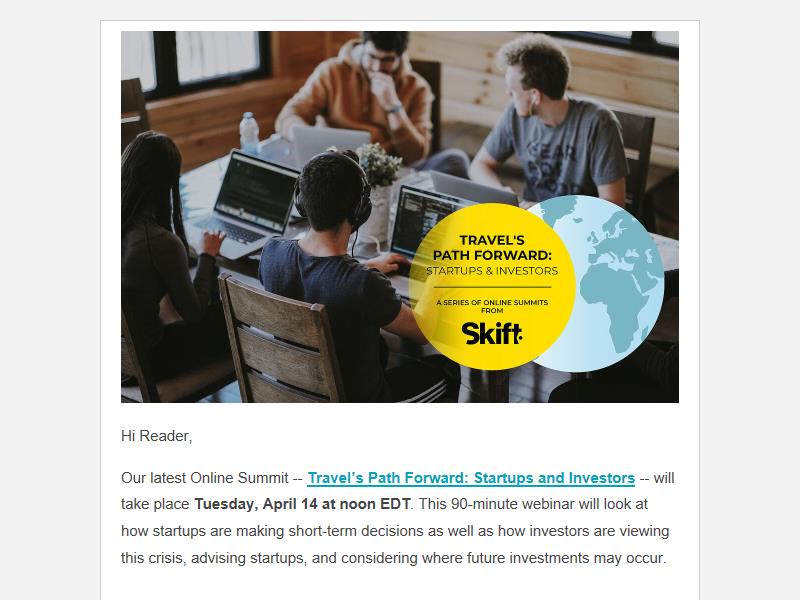 TRAVEL'S
PATH FORWARD:
STARTUPS & INVESTORS
A SERIES OF ONLINE SUMMITS
FROM
Skift
Hi Reader,
Our latest Online Summit -- Travel’s Path Forward: Startups and Investors -- will
take place Tuesday, April 14 at noon EDT. This 90-minute webinar will look at
how startups are making short-term decisions as well as how investors are viewing
this crisis, advising startups, and considering where future investments may occur.